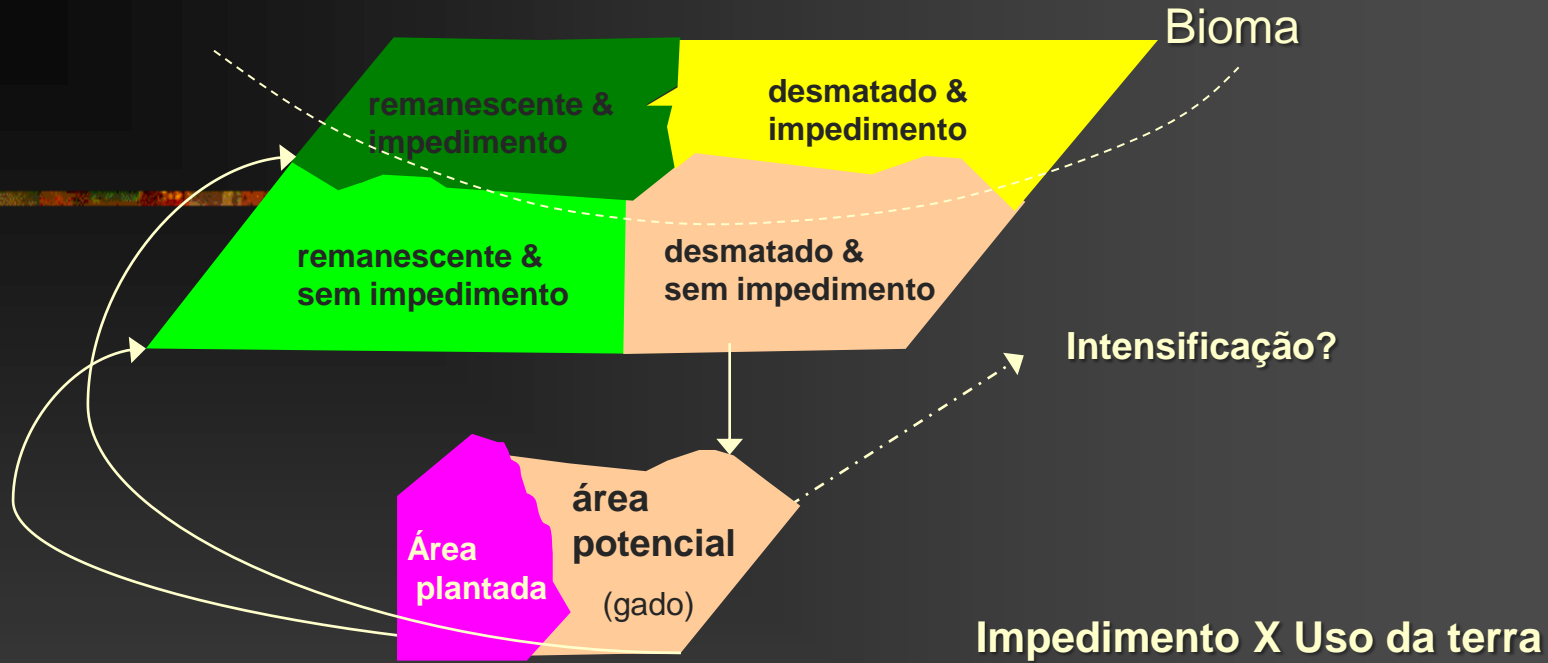 Bioma
remanescente &
impedimento
desmatado &
impedimento
remanescente &
sem impedimento
desmatado &
sem impedimento
Intensificação?
Área
plantada
área
potencial
(gado)
Impedimento X Uso da terra